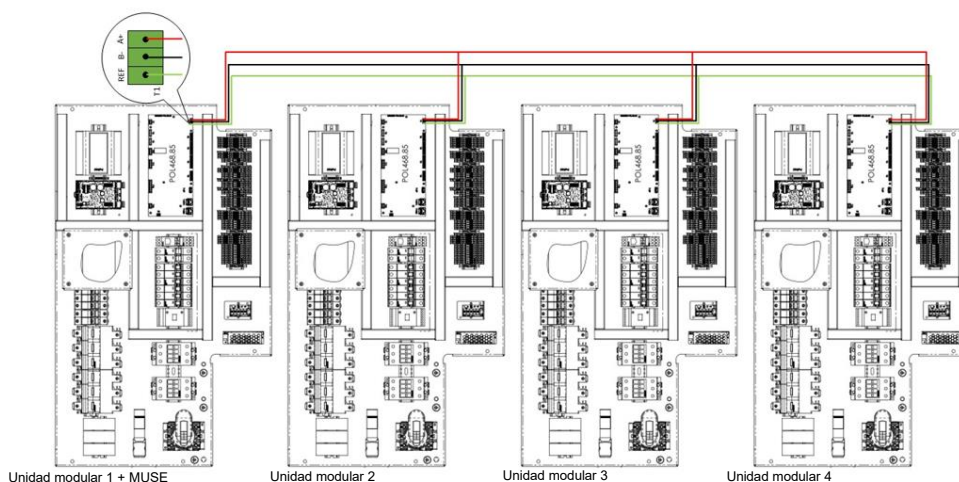 A+
B-
REF
T1
POL468.85
POL468.85
POL468.85
POL468.85
Unidad modular 1 + MUSE
Unidad modular 2
Unidad modular 3
Unidad modular 4